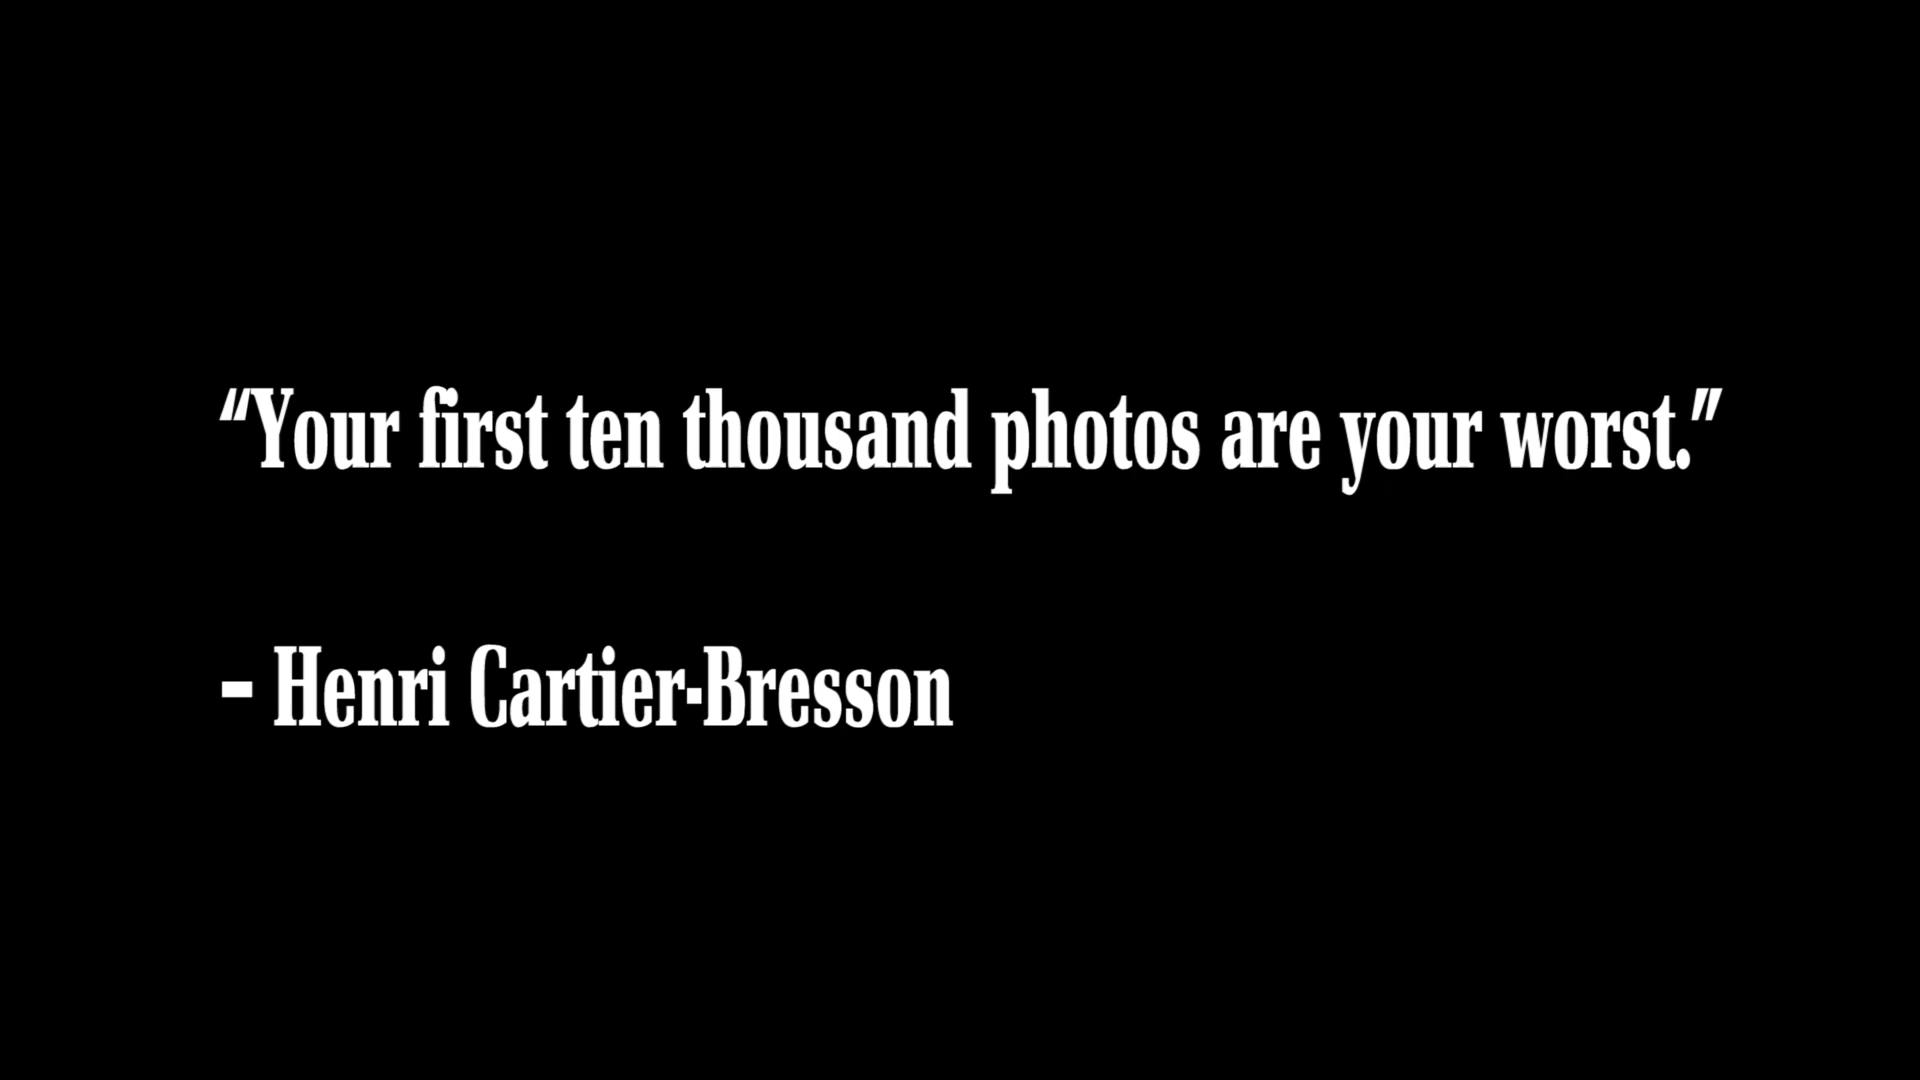 “Your first ten thousand photos are your worst.”
– Henri Cartier-Bresson